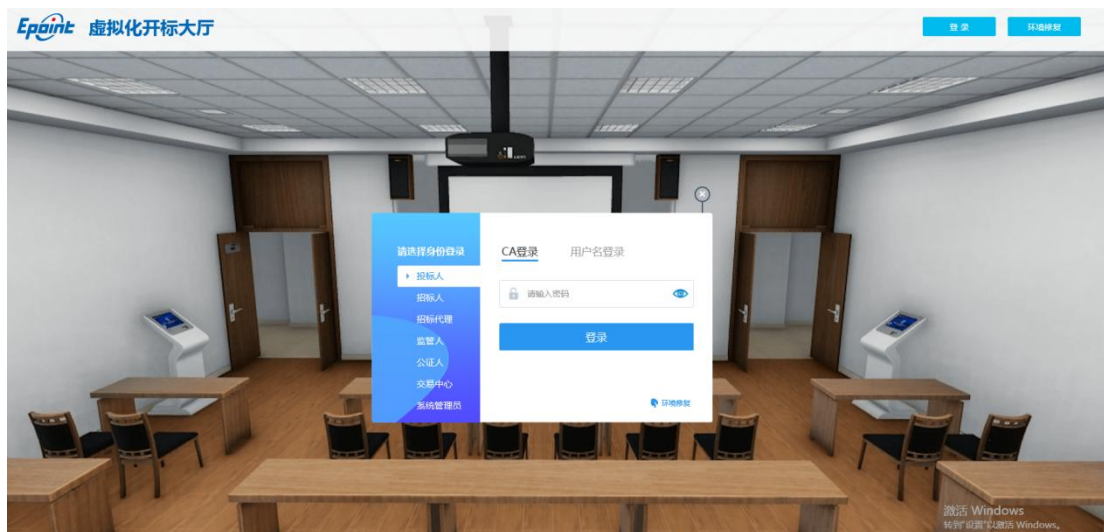 Epoint 虚拟化开标大厅
登 录
环境修复
请选择身份登录
投标人
招标人
招标代理
监管人
公证人
交易中心
系统管理员
CA登录
用户名登录
请输入密码
登录
环境修复
激活 Windows
转到"设置"以激活 Windows。